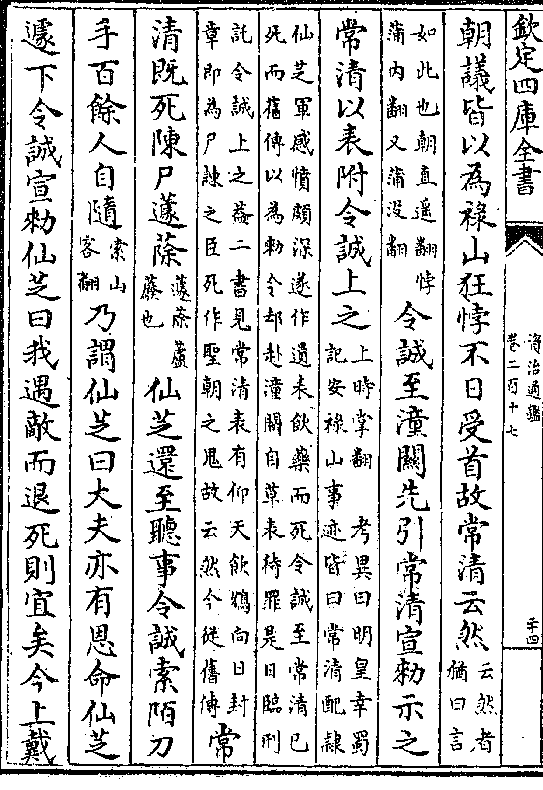 欽定四庫全書
資治通鑑
卷二百十七
朝議皆以為禄山狂悖不日受首故常清云然云然者猶曰言
如此也朝直遥翻悖蒲内翻又蒲没翻令誠至潼關先引常清宣勑示之
常清以表附令誠上之上時掌翻 考異曰明皇幸蜀記安禄山事迹皆曰常清配隸
仙芝軍感憤頗深遂作遺表飲藥而死令誠至常清已死而舊傳以為勑令却赴潼關自草表待罪是日臨刑
託令誠上之葢二書見常清表有仰天飲鴆向日封章即為尸諫之臣死作聖朝之鬼故云然今從舊傳常
清既死陳尸蘧蒢蘧蒢蘆䕠也仙芝還至聽事令誠索陌刀
手百餘人自隨索山客翻乃謂仙芝曰大夫亦有恩命仙芝
遽下令誠宣勑仙芝曰我遇敵而退死則宜矣今上戴